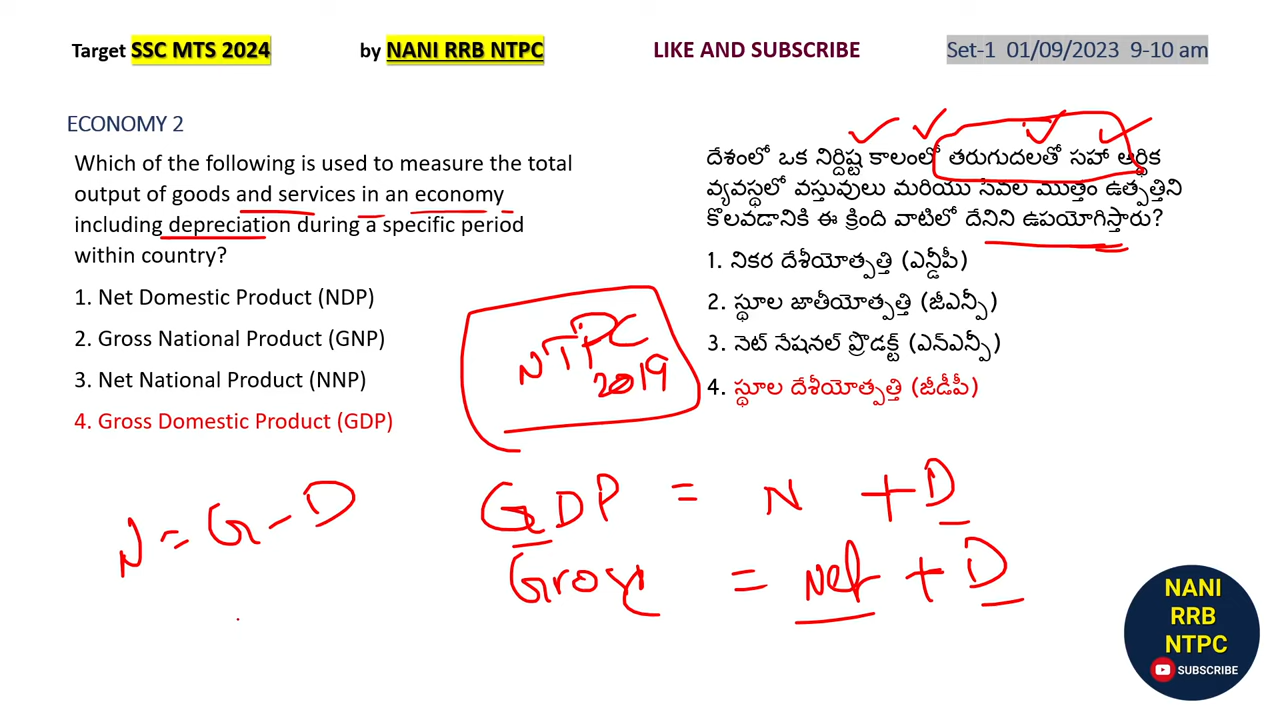 Target SSC MTS 2024 by NANI RRB NTPC LIKE AND SUBSCRIBE Set-1 01/09/2023 9-10 am
ECONOMY 2
Which of the following is used to measure the total
output of goods and services in an economy
including depreciation during a specific period
within country?
1. Net Domestic Product (NDP)
2. Gross National Product (GNP)
3. Net National Product (NNP)
4. Gross Domestic Product (GDP)
దేశంలో ఒక నిర్దిష్ట కాలంలో తరుగుదలతో సహా ఆర్థిక
వ్యవస్థలో వస్తువులు మరియు సేవల మొత్తం ఉత్పత్తిని
కొలవడానికి ఈ క్రింది వాటిలో దేనిని ఉపయోగిస్తారు?
1. నికర దేశీయోత్పత్తి (ఎన్డీపీ)
2. స్థూల జాతీయోత్పత్తి (జీఎన్పీ)
3. నెట్ నేషనల్ ప్రొడక్ట్ (ఎన్ఎన్పీ)
4. స్థూల దేశీయోత్పత్తి (జీడీపీ)
NTPC
2019
N = G - D
GDP = N + D
Gross = Net + D
NANI
RRB
NTPC
SUBSCRIBE